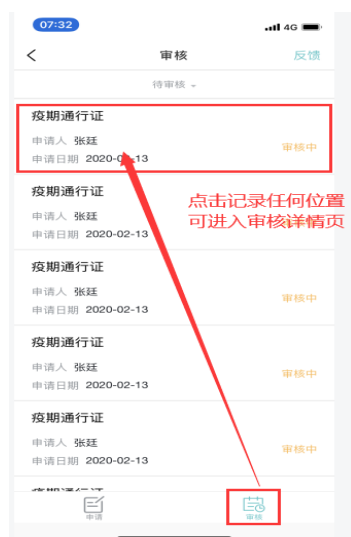 07:32
4G
审核
反馈
待审核
疫期通行证
申请人 张廷
审核中
申请日期 2020-02-13
疫期通行证
点击记录任何位置
可进入审核详情页
申请人 张廷
申请日期 2020-02-13
疫期通行证
申请人 张廷
审核中
申请日期 2020-02-13
疫期通行证
申请人 张廷
审核中
申请日期 2020-02-13
疫期通行证
申请人 张廷
审核中
申请日期 2020-02-13
疫期通行证
申请
审核